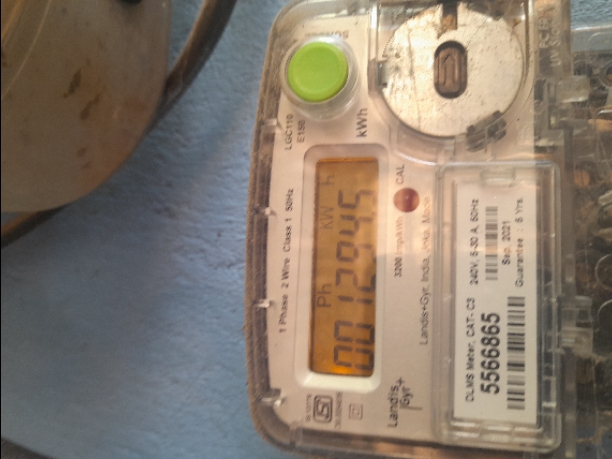 LGC110
E150
kWh
1 Phase 2 Wire Class 1 50Hz
Ph kW h
0012945
CAL
3200 imp/kWh
Landis+Gyr, India,
Landis
Gyr+
DLMS Meter, CAT- C3
240V, 5-30 A, 50Hz
5566865
Sep, 2021
Guarantee : 5 Yrs.